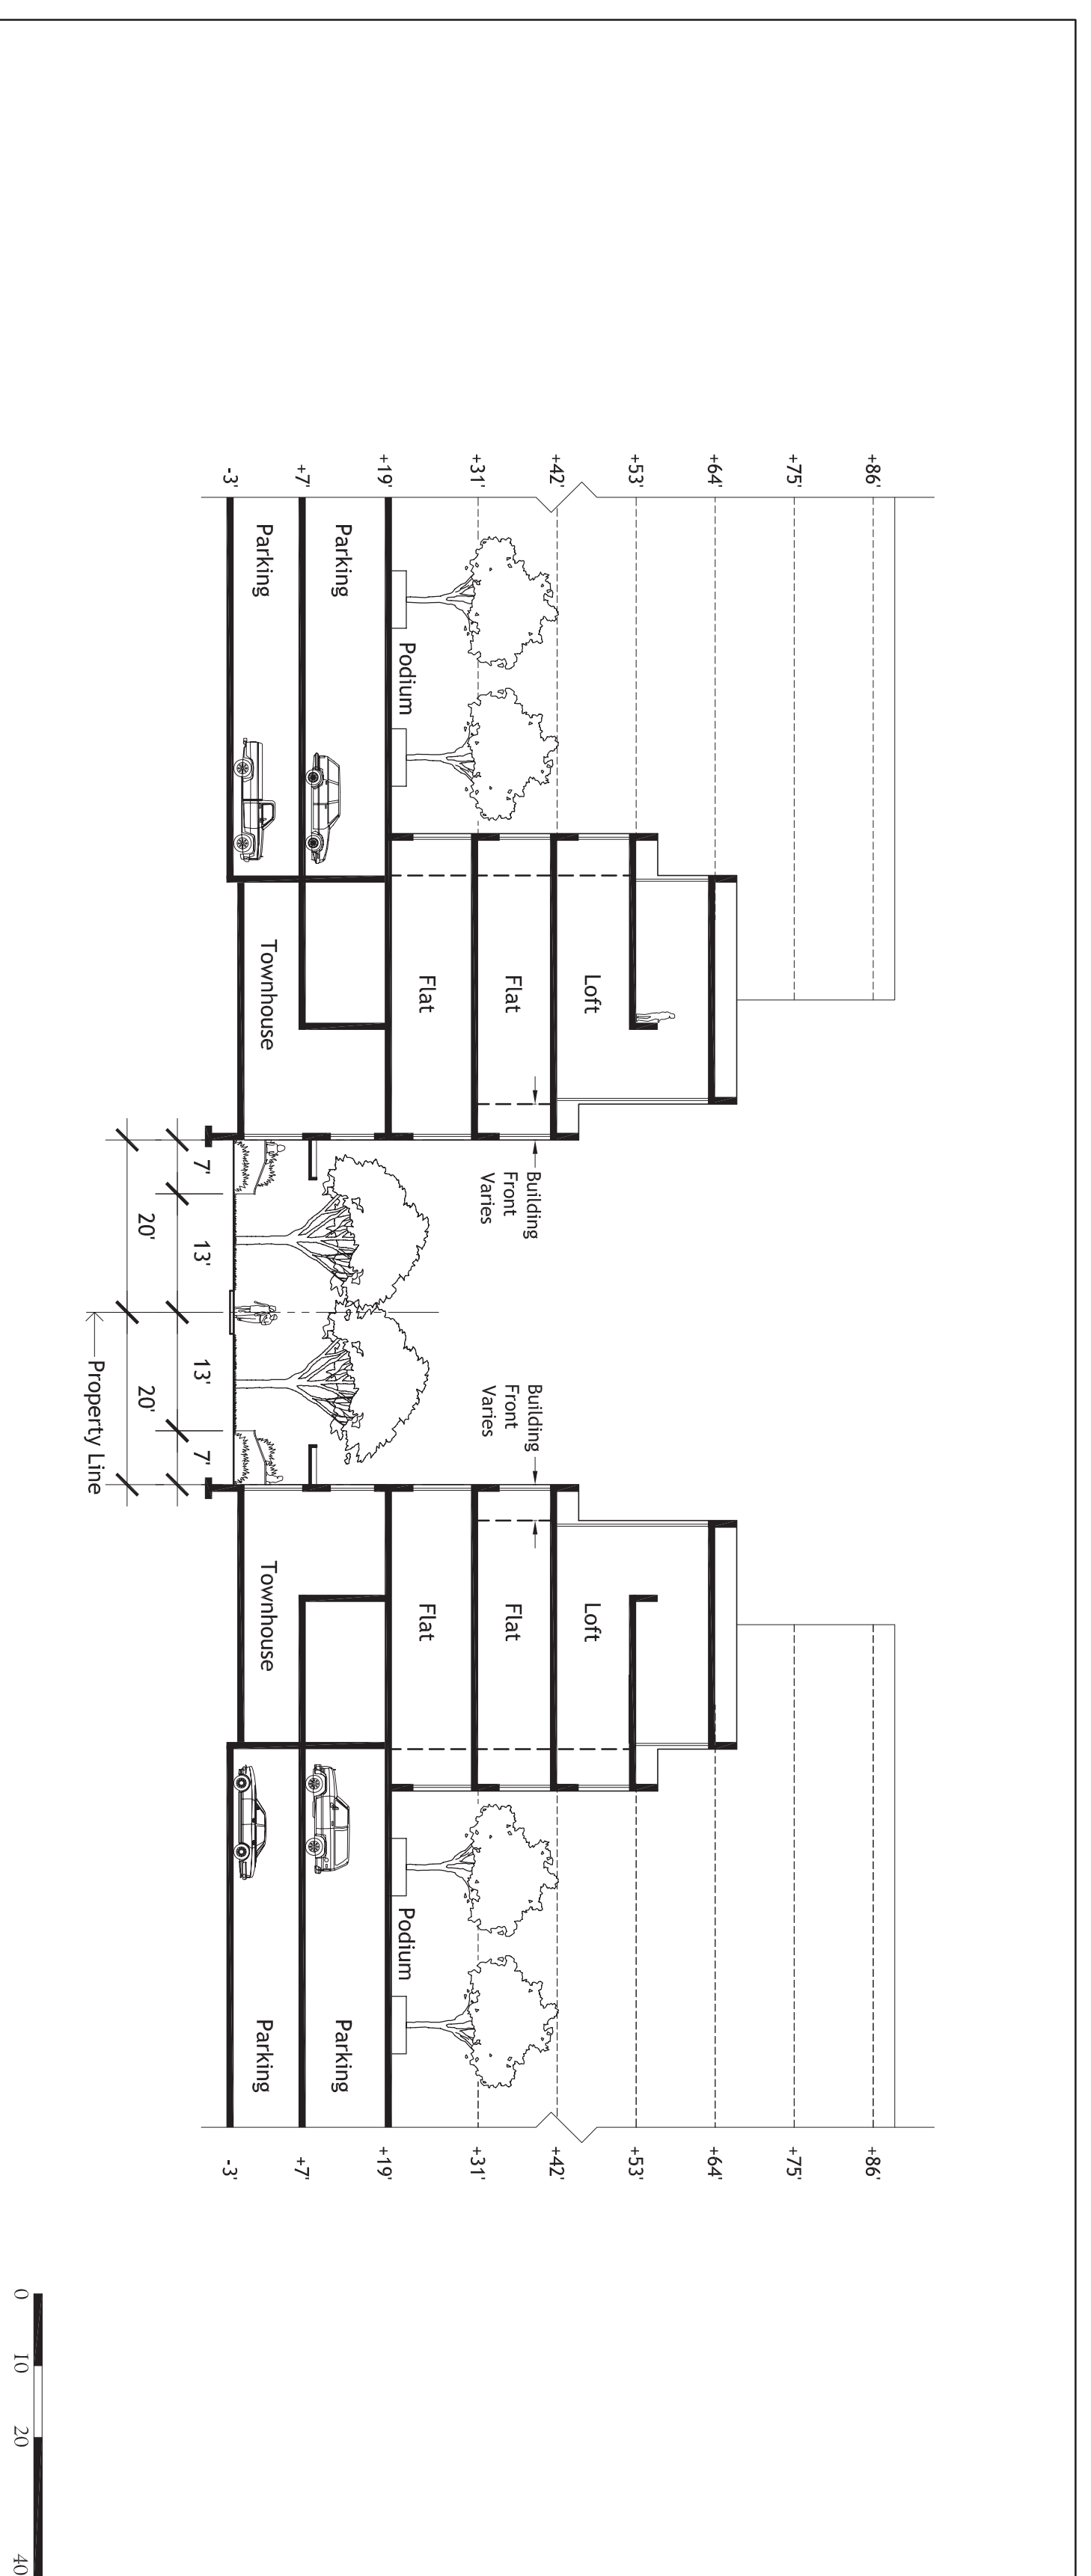 +86'
+75'
+64'
+53'
+42'
+31'
+19'
+7'
-3'
Parking
Parking
Podium
Loft
Flat
Flat
Townhouse
Building
Front
Varies
Building
Front
Varies
7'
13'
13'
7'
20'
20'
Property Line
Loft
Flat
Flat
Townhouse
Podium
Parking
Parking
+86'
+75'
+64'
+53'
+42'
+31'
+19'
+7'
-3'
0 10 20 40